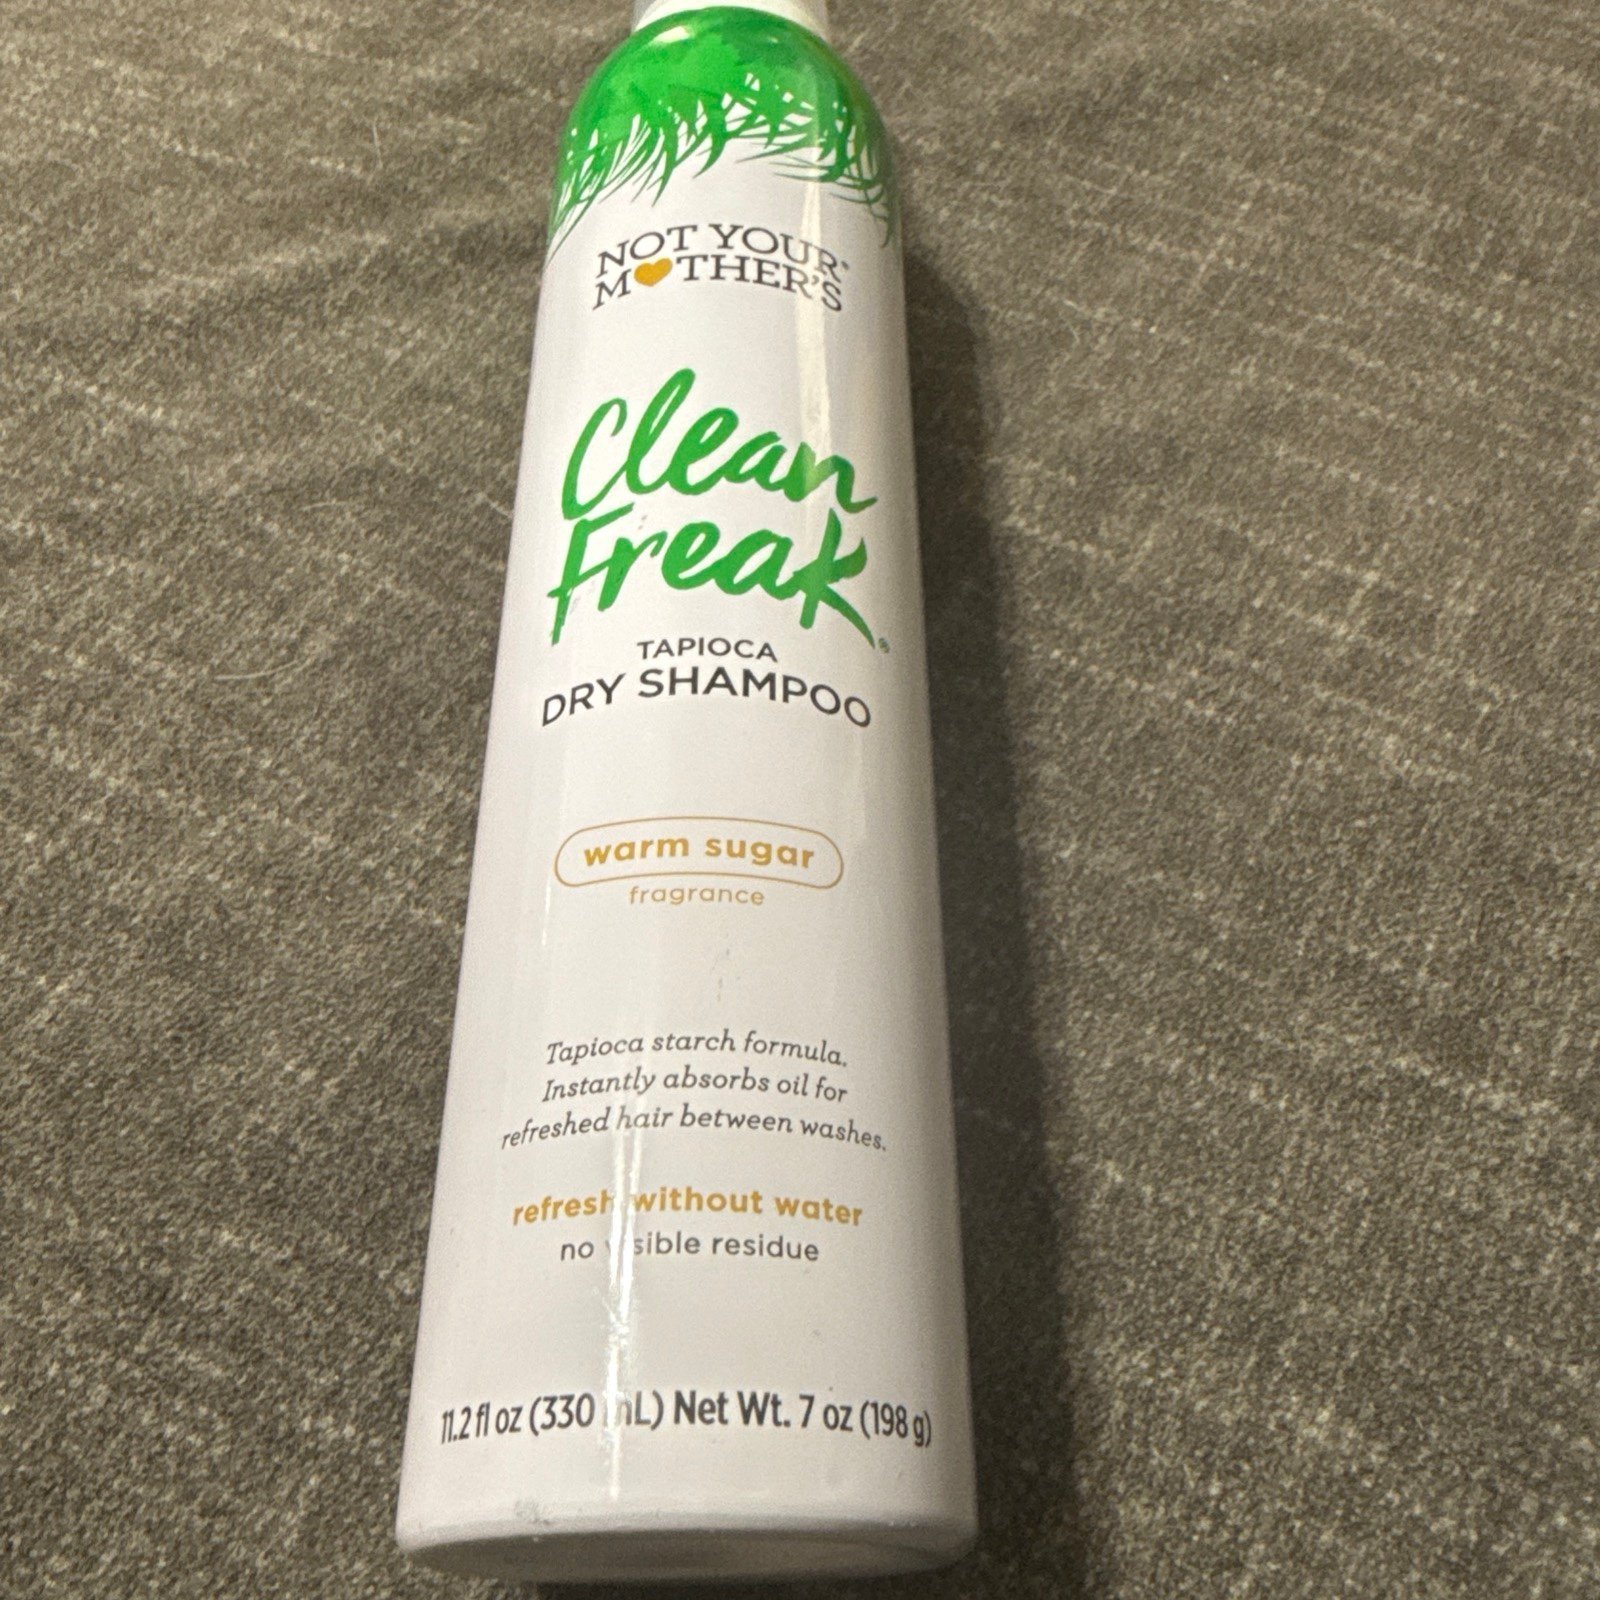 NOT YOUR®
MOTHER'S
Clean
Freak®
TAPIOCA
DRY SHAMPOO
warm sugar
fragrance
Tapioca starch formula.
Instantly absorbs oil for
refreshed hair between washes.
refresh without water
no visible residue
11.2 fl oz (330 mL) Net Wt. 7 oz (198 g)